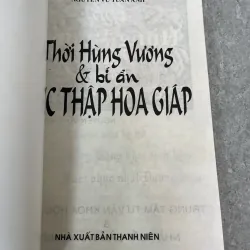 Thời Hùng Vương
& bí ẩn
C THẬP HOA GIÁP
NHÀ XUẤT BẢN THANH NIÊN